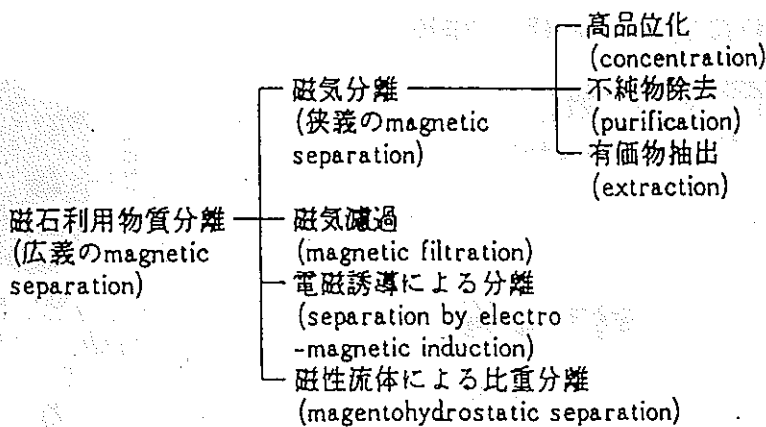 磁石利用物質分離
(広義のmagnetic
separation)
磁気分離
(狭義のmagnetic
separation)
高品位化
(concentration)
不純物除去
(purification)
有価物抽出
(extraction)
磁気濾過
(magnetic filtration)
電磁誘導による分離
(separation by electro
-magnetic induction)
磁性流体による比重分離
(magentohydrostatic separation)